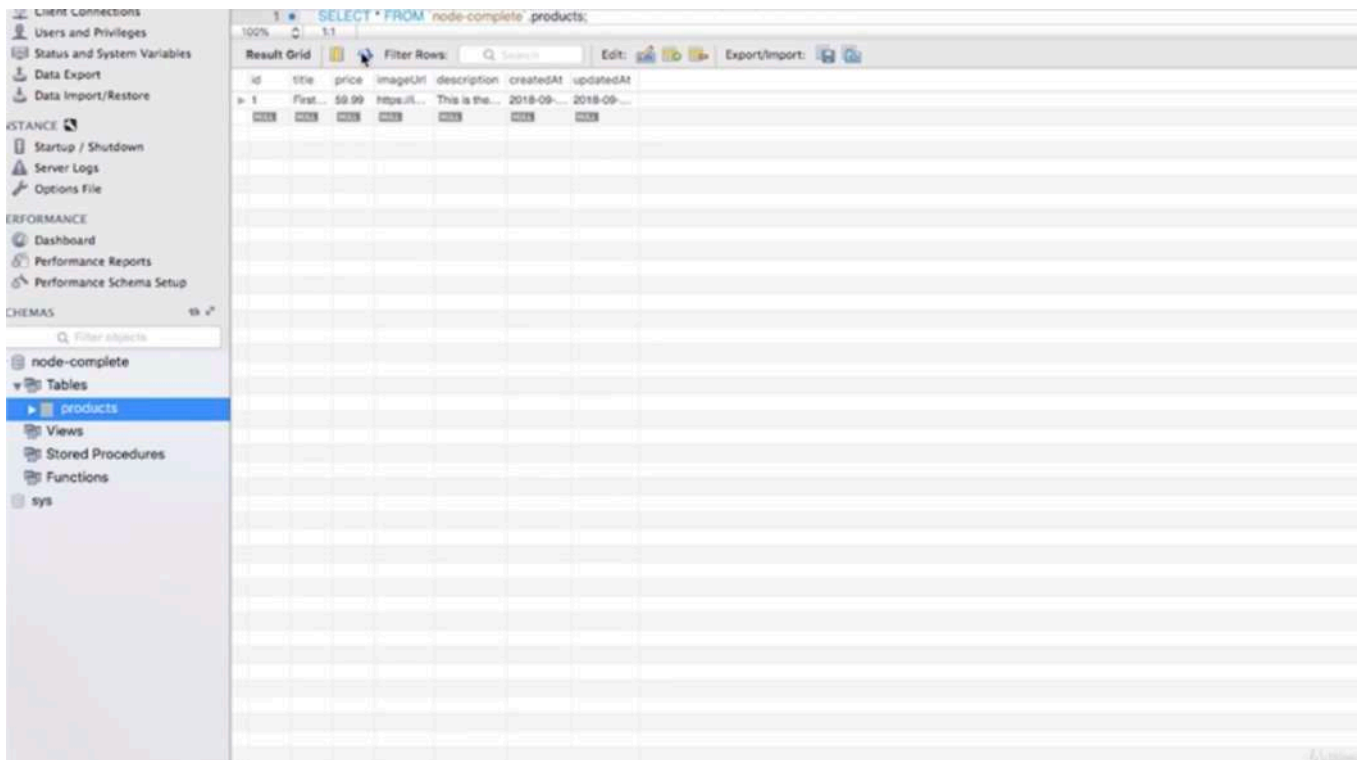 Client Connections
Users and Privileges
Status and System Variables
Data Export
Data Import/Restore
NSTANCE
Startup / Shutdown
Server Logs
Options File
ERFORMANCE
Dashboard
Performance Reports
Performance Schema Setup
CHEMAS
Filter objects
node-complete
Tables
products
Views
Stored Procedures
Functions
sys
1 SELECT * FROM `node-complete`.products;
100% 1:1
Result Grid Filter Rows: Search Edit: Export/Import:
id title price imageUrl description createdAt updatedAt
1 First... 59.99 https://i... This is the... 2018-09-... 2018-09-...
NULL NULL NULL NULL NULL NULL NULL